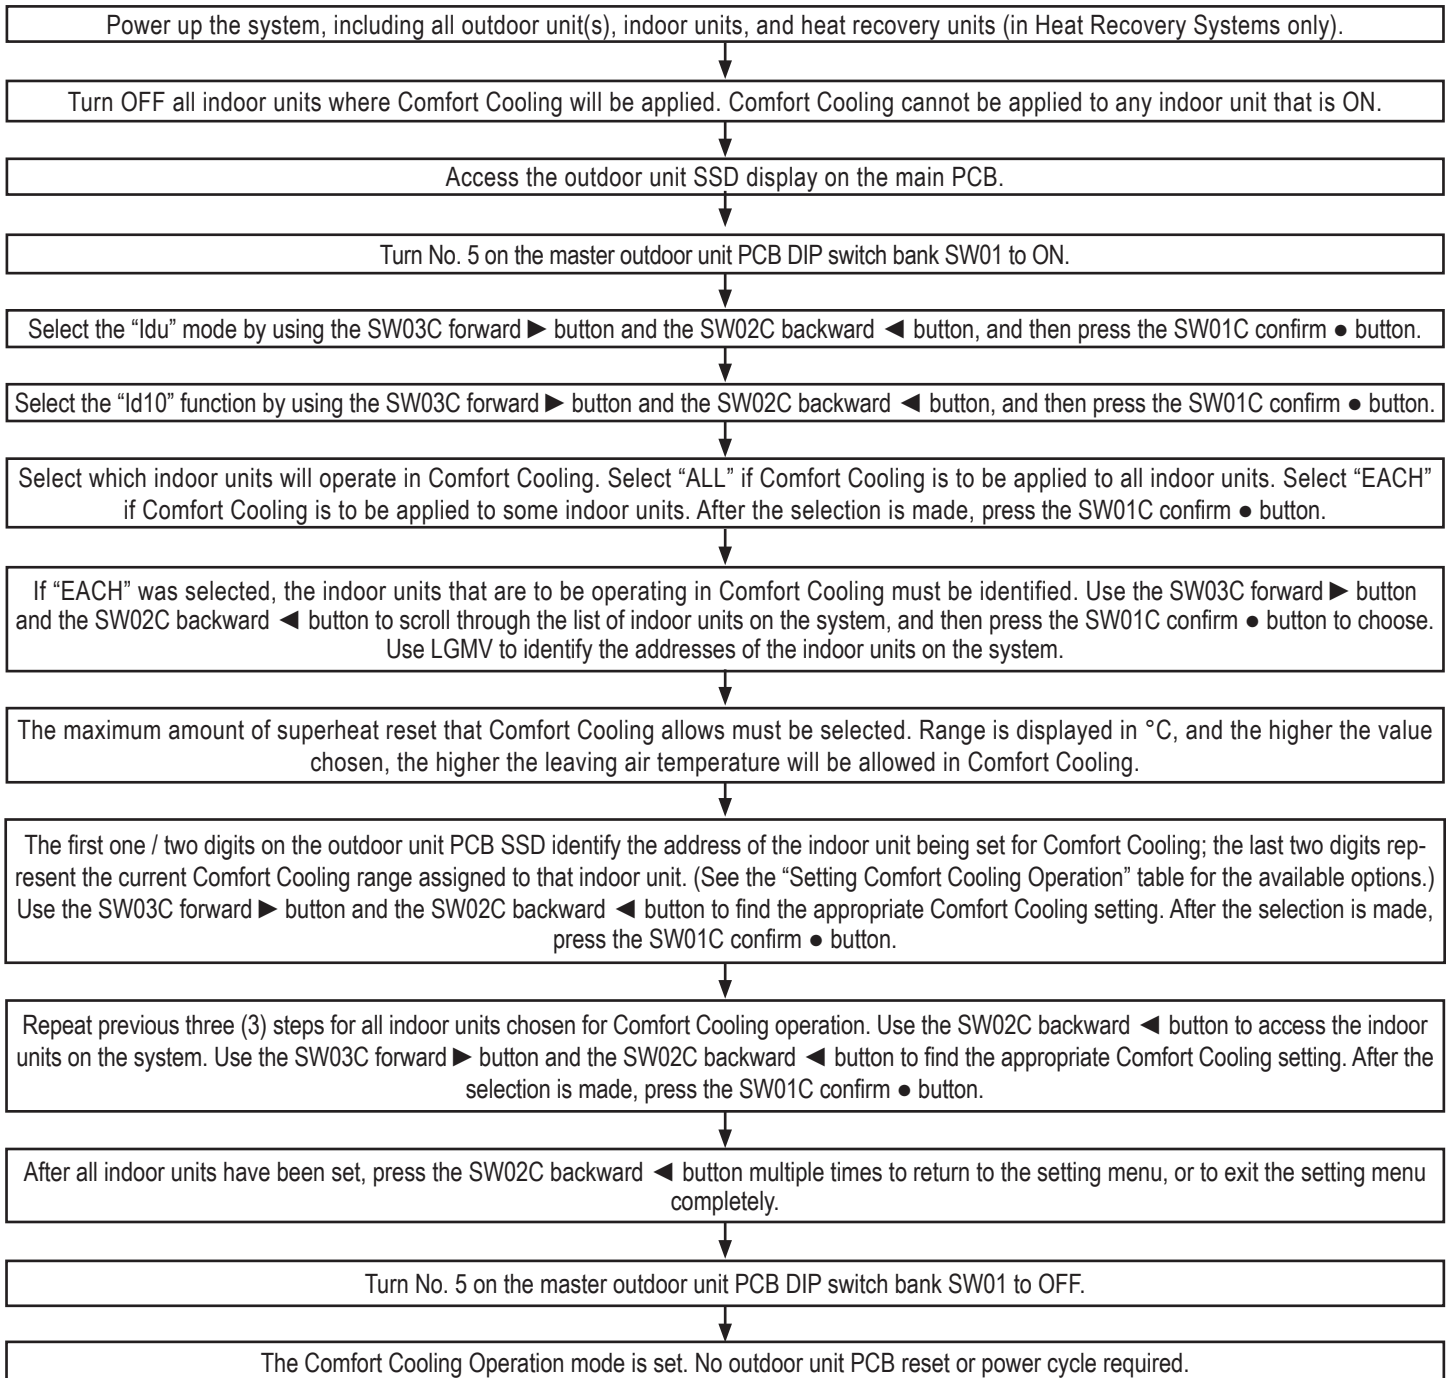 Power up the system, including all outdoor unit(s), indoor units, and heat recovery units (in Heat Recovery Systems only).
Turn OFF all indoor units where Comfort Cooling will be applied. Comfort Cooling cannot be applied to any indoor unit that is ON.
Access the outdoor unit SSD display on the main PCB.
Turn No. 5 on the master outdoor unit PCB DIP switch bank SW01 to ON.
Select the “Idu” mode by using the SW03C forward ► button and the SW02C backward ◄ button, and then press the SW01C confirm ● button.
Select the “Id10” function by using the SW03C forward ► button and the SW02C backward ◄ button, and then press the SW01C confirm ● button.
Select which indoor units will operate in Comfort Cooling. Select “ALL” if Comfort Cooling is to be applied to all indoor units. Select “EACH”
if Comfort Cooling is to be applied to some indoor units. After the selection is made, press the SW01C confirm ● button.
If “EACH” was selected, the indoor units that are to be operating in Comfort Cooling must be identified. Use the SW03C forward ► button
and the SW02C backward ◄ button to scroll through the list of indoor units on the system, and then press the SW01C confirm ● button to choose.
Use LGMV to identify the addresses of the indoor units on the system.
The maximum amount of superheat reset that Comfort Cooling allows must be selected. Range is displayed in °C, and the higher the value
chosen, the higher the leaving air temperature will be allowed in Comfort Cooling.
The first one / two digits on the outdoor unit PCB SSD identify the address of the indoor unit being set for Comfort Cooling; the last two digits rep-
resent the current Comfort Cooling range assigned to that indoor unit. (See the “Setting Comfort Cooling Operation” table for the available options.)
Use the SW03C forward ► button and the SW02C backward ◄ button to find the appropriate Comfort Cooling setting. After the selection is made,
press the SW01C confirm ● button.
Repeat previous three (3) steps for all indoor units chosen for Comfort Cooling operation. Use the SW02C backward ◄ button to access the indoor
units on the system. Use the SW03C forward ► button and the SW02C backward ◄ button to find the appropriate Comfort Cooling setting. After the
selection is made, press the SW01C confirm ● button.
After all indoor units have been set, press the SW02C backward ◄ button multiple times to return to the setting menu, or to exit the setting menu
completely.
Turn No. 5 on the master outdoor unit PCB DIP switch bank SW01 to OFF.
The Comfort Cooling Operation mode is set. No outdoor unit PCB reset or power cycle required.